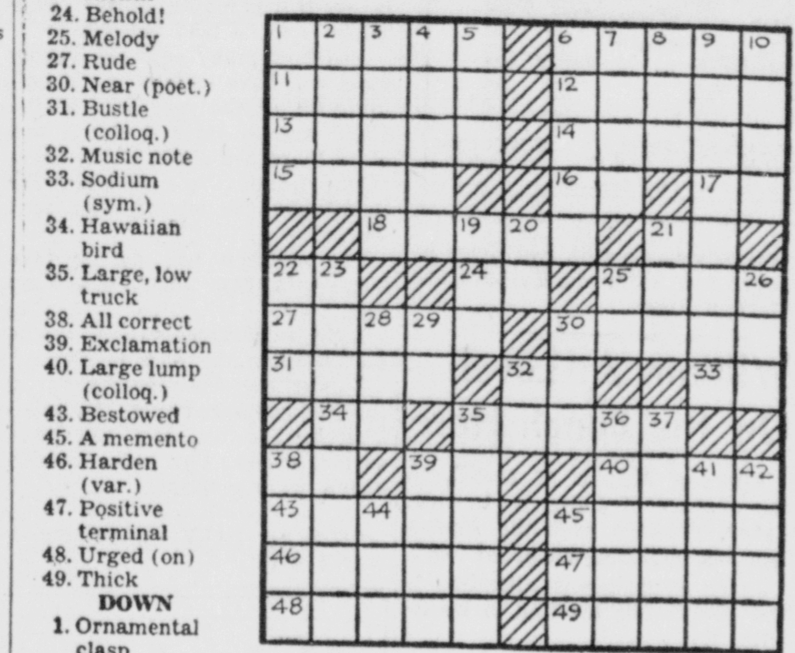 24. Behold!
25. Melody
27. Rude
30. Near (poet.)
31. Bustle
(colloq.)
32. Music note
33. Sodium
(sym.)
34. Hawaiian
bird
35. Large, low
truck
38. All correct
39. Exclamation
40. Large lump
(colloq.)
43. Bestowed
45. A memento
46. Harden
(var.)
47. Positive
terminal
48. Urged (on)
49. Thick
DOWN
1. Ornamental
clasp
1 2 3 4 5 6 7 8 9 10
11 12
13 14
15 16 17
18 19 20 21
22 23 24 25 26
27 28 29 30
31 32 33
34 35 36 37
38 39 40 41 42
43 44 45
46 47
48 49